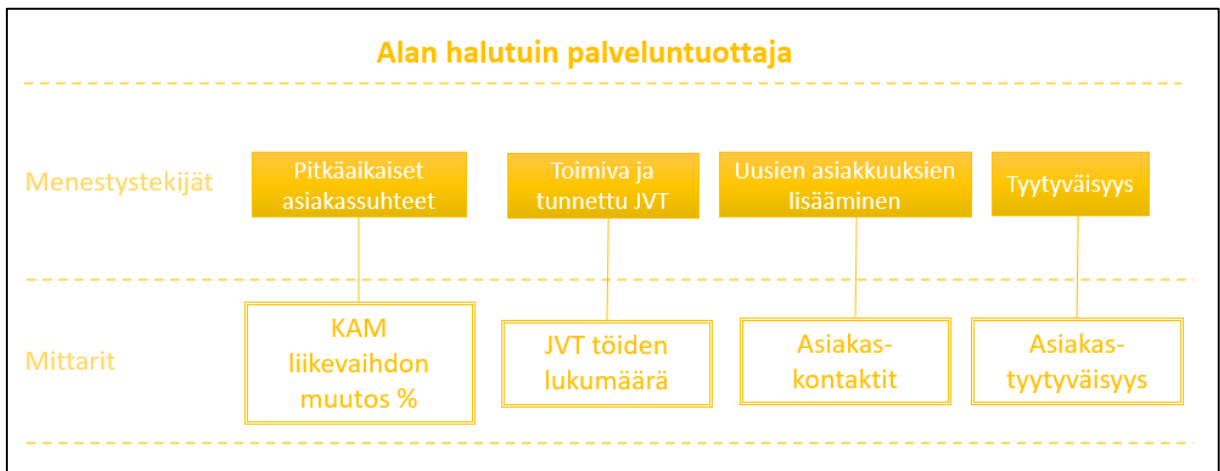 Alan halutuin palveluntuottaja
Menestystekijät
Pitkäaikaiset
asiakassuhteet
Toimiva ja
tunnettu JVT
Uusien asiakkuuksien
lisääminen
Tyytyväisyys
Mittarit
KAM
liikevaihdon
muutos %
JVT töiden
lukumäärä
Asiakas-
kontaktit
Asiakas-
tyytyväisyys